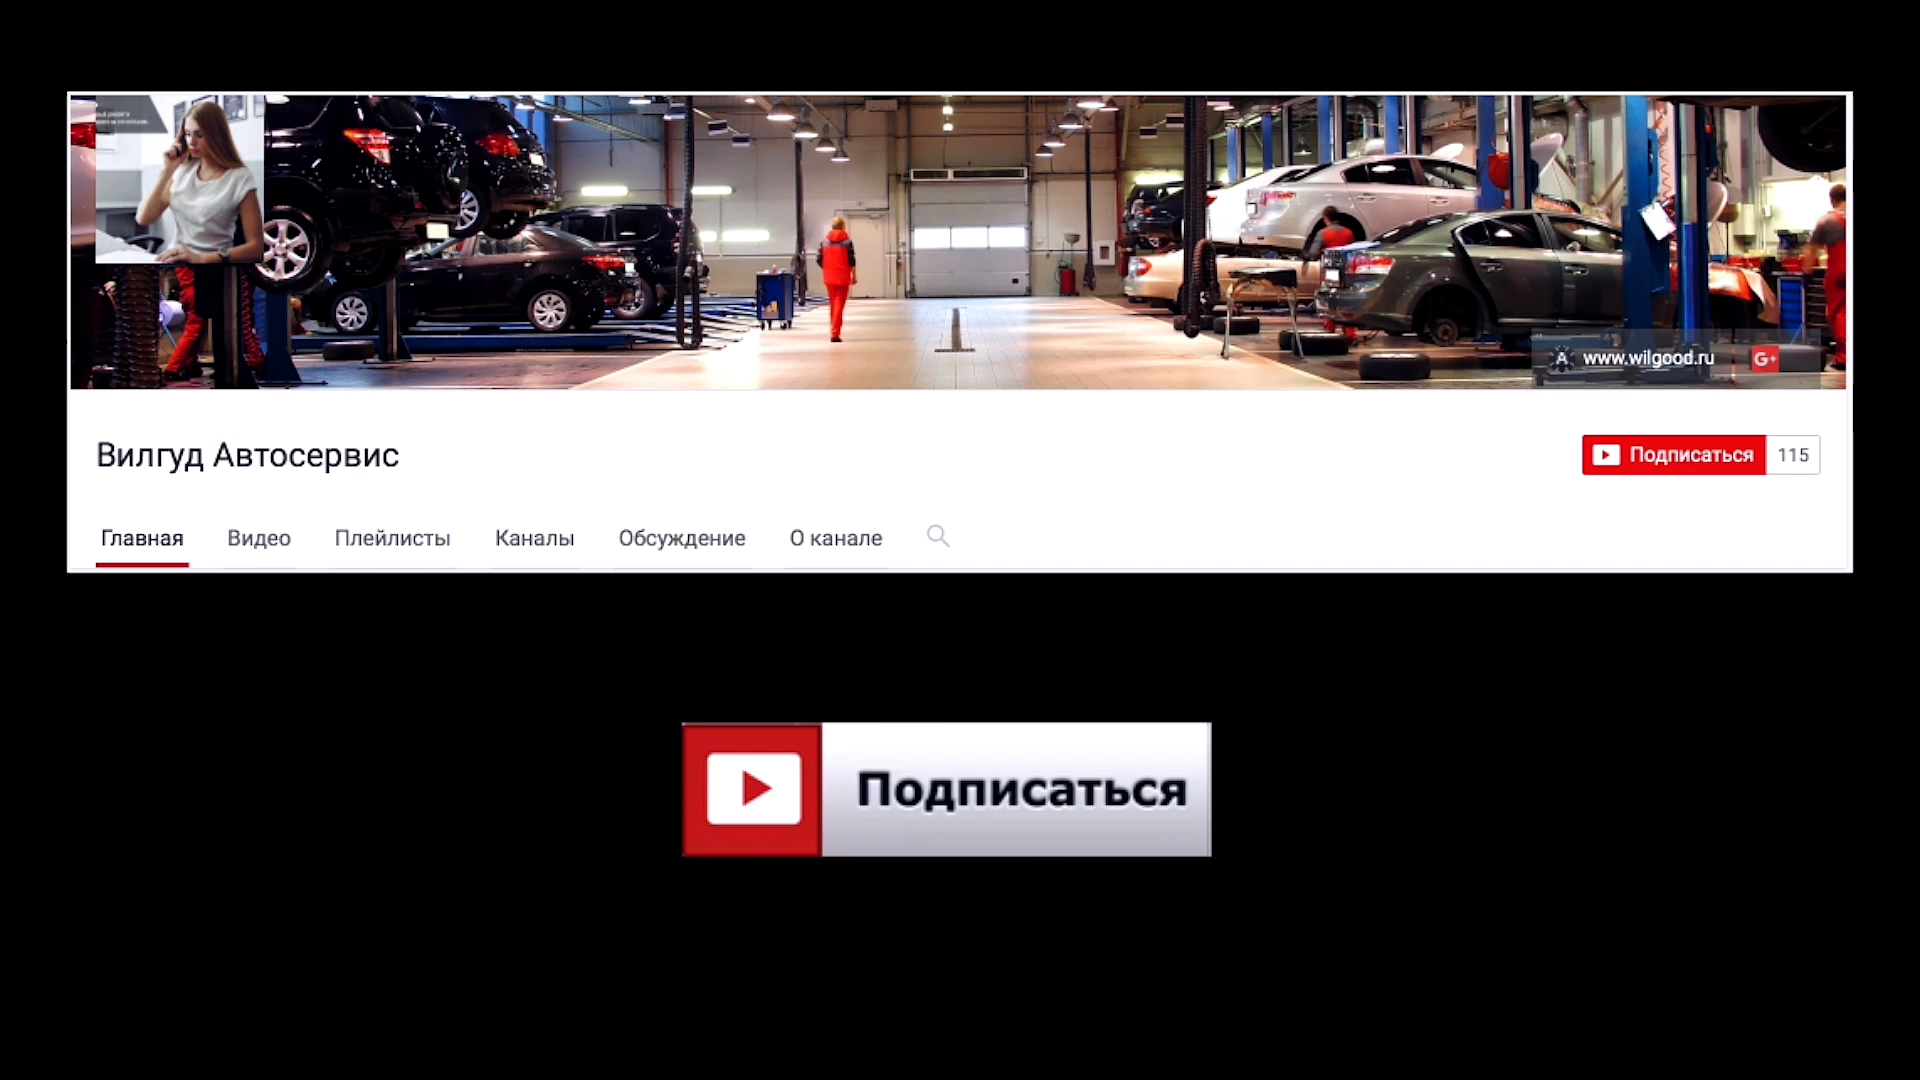 www.wilgood.ru
G+
Вилгуд Автосервис
Подписаться 115
Главная Видео Плейлисты Каналы Обсуждение О канале
Подписаться